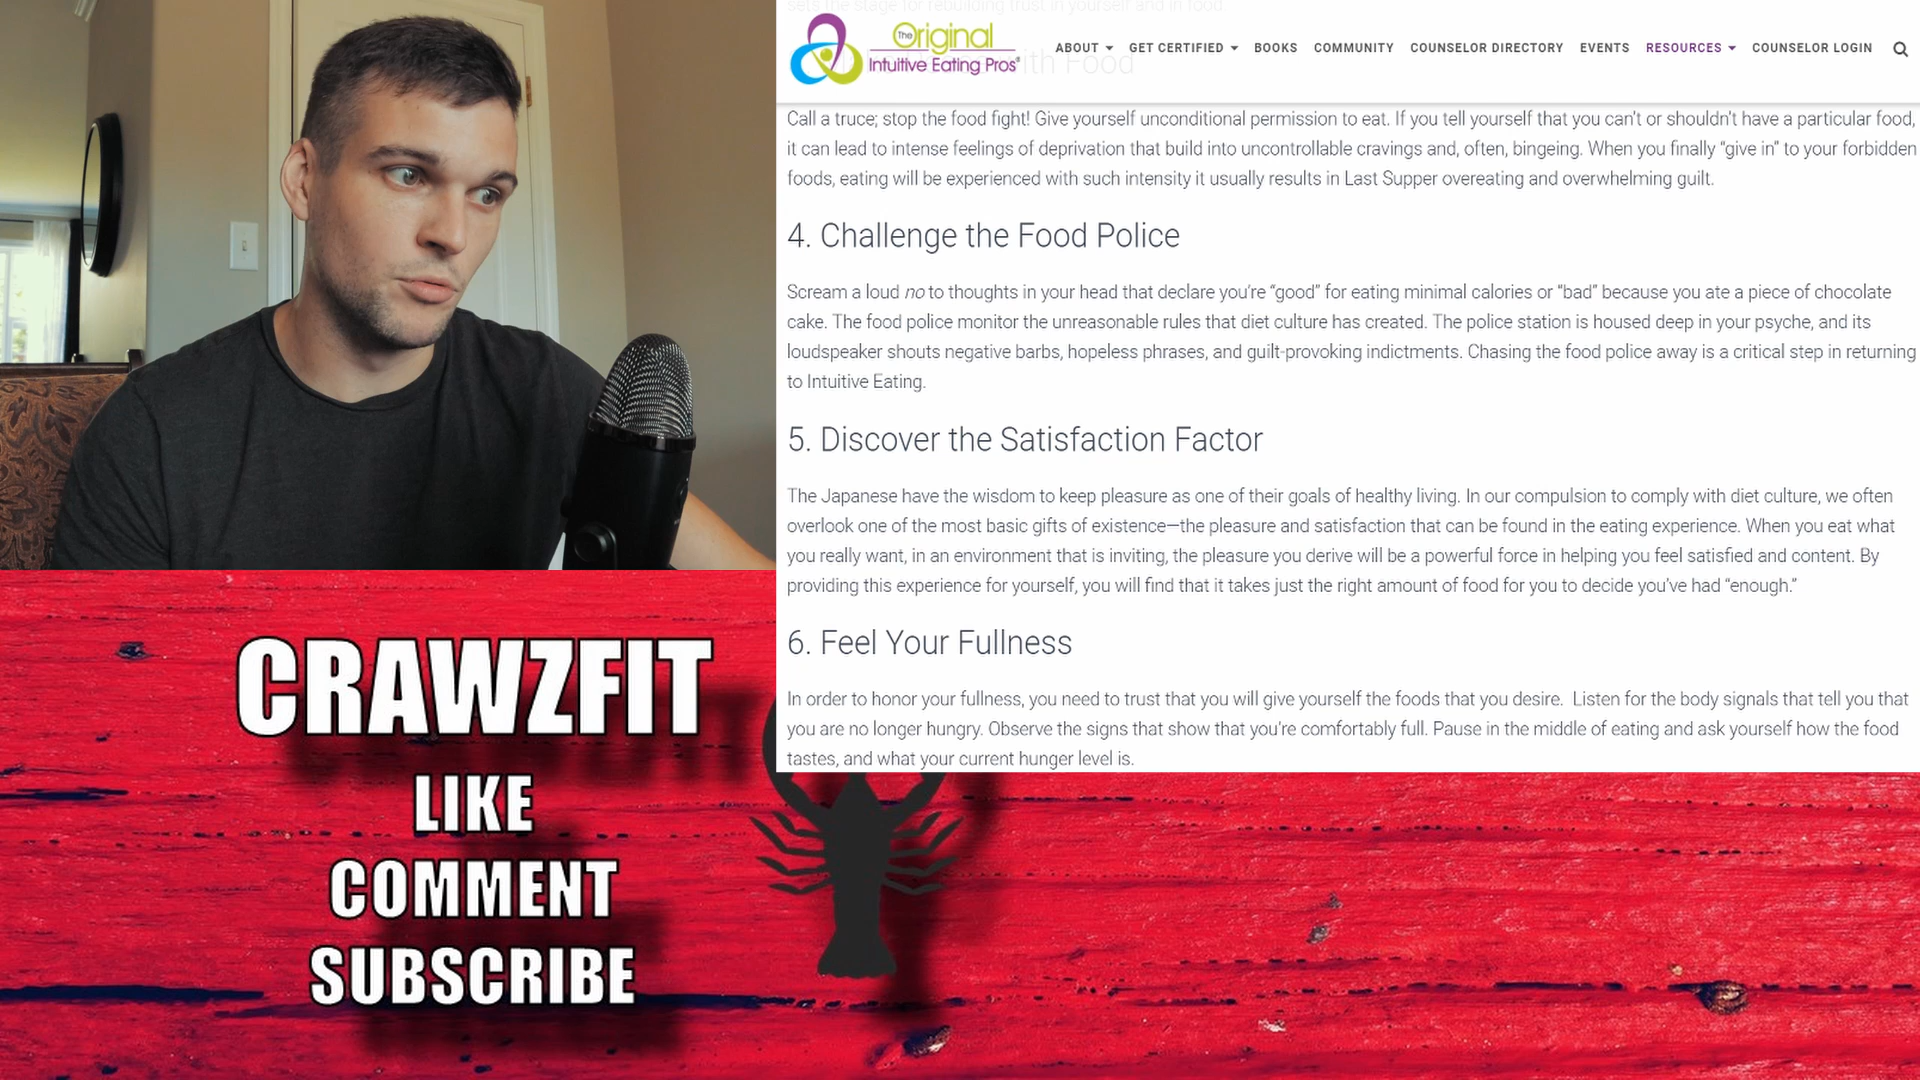 sets the stage for rebuilding trust in yourself and in food
The Original
Intuitive Eating Pros®
ABOUT GET CERTIFIED BOOKS COMMUNITY COUNSELOR DIRECTORY EVENTS RESOURCES COUNSELOR LOGIN
with Food
Call a truce; stop the food fight! Give yourself unconditional permission to eat. If you tell yourself that you can't or shouldn't have a particular food,
it can lead to intense feelings of deprivation that build into uncontrollable cravings and, often, bingeing. When you finally “give in” to your forbidden
foods, eating will be experienced with such intensity it usually results in Last Supper overeating and overwhelming guilt.
4. Challenge the Food Police
Scream a loud no to thoughts in your head that declare you're “good” for eating minimal calories or “bad” because you ate a piece of chocolate
cake. The food police monitor the unreasonable rules that diet culture has created. The police station is housed deep in your psyche, and its
loudspeaker shouts negative barbs, hopeless phrases, and guilt-provoking indictments. Chasing the food police away is a critical step in returning
to Intuitive Eating.
5. Discover the Satisfaction Factor
The Japanese have the wisdom to keep pleasure as one of their goals of healthy living. In our compulsion to comply with diet culture, we often
overlook one of the most basic gifts of existence—the pleasure and satisfaction that can be found in the eating experience. When you eat what
you really want, in an environment that is inviting, the pleasure you derive will be a powerful force in helping you feel satisfied and content. By
providing this experience for yourself, you will find that it takes just the right amount of food for you to decide you've had “enough.”
6. Feel Your Fullness
In order to honor your fullness, you need to trust that you will give yourself the foods that you desire. Listen for the body signals that tell you that
you are no longer hungry. Observe the signs that show that you're comfortably full. Pause in the middle of eating and ask yourself how the food
tastes, and what your current hunger level is.
CRAWZFIT
LIKE
COMMENT
SUBSCRIBE